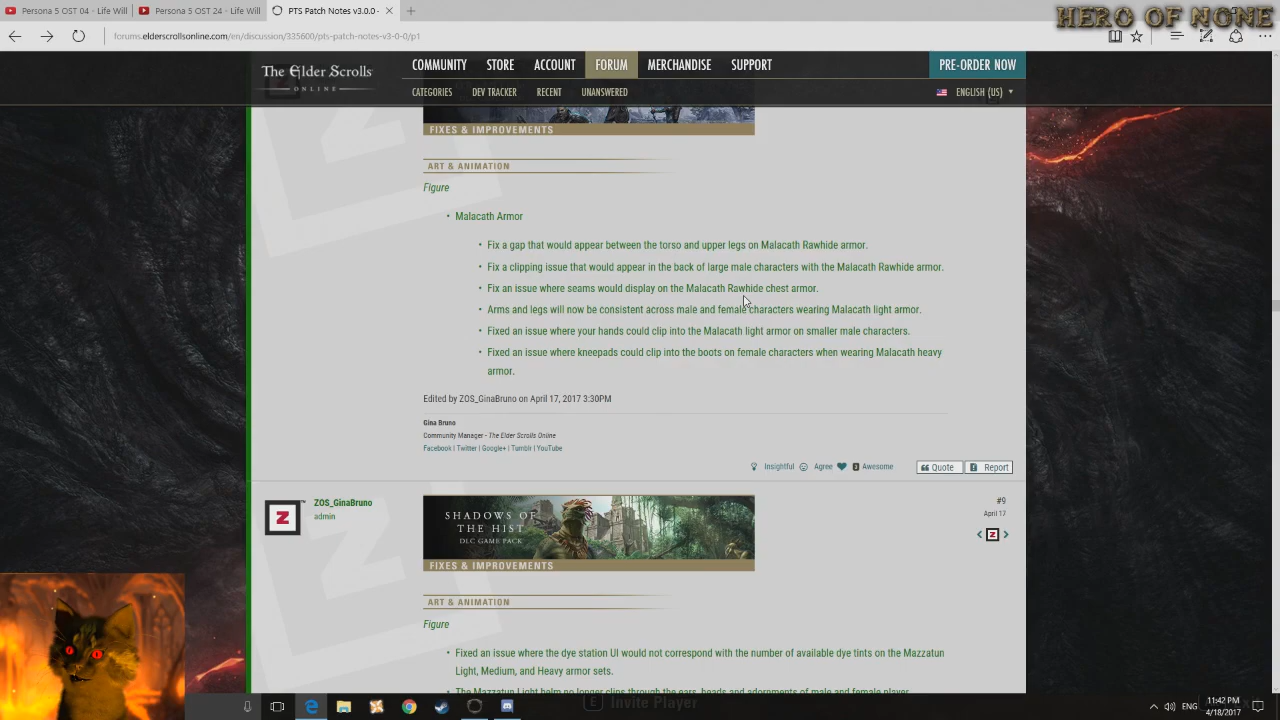 Persona 5 OST 04 - Life Will
Persona 5 OST 24 - Life Will
PTS Patch Notes v3.0.0 -
HERO OF NONE
forums.elderscrollsonline.com/en/discussion/335600/pts-patch-notes-v3-0-0/p1
The Elder Scrolls
ONLINE
COMMUNITY STORE ACCOUNT FORUM MERCHANDISE SUPPORT
PRE-ORDER NOW
CATEGORIES DEV TRACKER RECENT UNANSWERED
ENGLISH (US)
FIXES & IMPROVEMENTS
ART & ANIMATION
Figure
• Malacath Armor
• Fix a gap that would appear between the torso and upper legs on Malacath Rawhide armor.
• Fix a clipping issue that would appear in the back of large male characters with the Malacath Rawhide armor.
• Fix an issue where seams would display on the Malacath Rawhide chest armor.
• Arms and legs will now be consistent across male and female characters wearing Malacath light armor.
• Fixed an issue where your hands could clip into the Malacath light armor on smaller male characters.
• Fixed an issue where kneepads could clip into the boots on female characters when wearing Malacath heavy
armor.
Edited by ZOS_GinaBruno on April 17, 2017 3:30PM
Gina Bruno
Community Manager - The Elder Scrolls Online
Facebook | Twitter | Google+ | Tumblr | YouTube
Insightful Agree Awesome
Quote Report
ZOS_GinaBruno
admin
SHADOWS OF
THE HIST
DLC GAME PACK
#9
April 17
FIXES & IMPROVEMENTS
ART & ANIMATION
Figure
• Fixed an issue where the dye station UI would not correspond with the number of available dye tints on the Mazzatun
Light, Medium, and Heavy armor sets.
• The Mazzatun Light helm no longer clips through the ears, heads and adornments of male and female player
E Invite Player
ENG
11:42 PM
4/18/2017